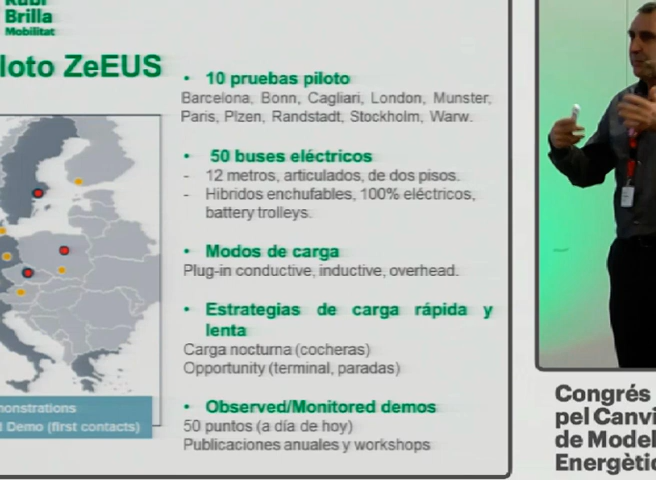 Rubí
Brilla
Mobilitat
loto ZeEUS
• 10 pruebas piloto
Barcelona, Bonn, Cagliari, London, Munster,
Paris, Plzen, Randstadt, Stockholm, Warw.
• 50 buses eléctricos
- 12 metros, articulados, de dos pisos.
- Hibridos enchufables, 100% eléctricos,
battery trolleys.
• Modos de carga
Plug-in conductive, inductive, overhead.
• Estrategias de carga rápida y
lenta
Carga nocturna (cocheras)
Opportunity (terminal, paradas)
• Observed/Monitored demos
50 puntos (a día de hoy)
Publicaciones anuales y workshops
monstrations
d Demo (first contacts)
Congrés
pel Canvi
de Model
Energètic